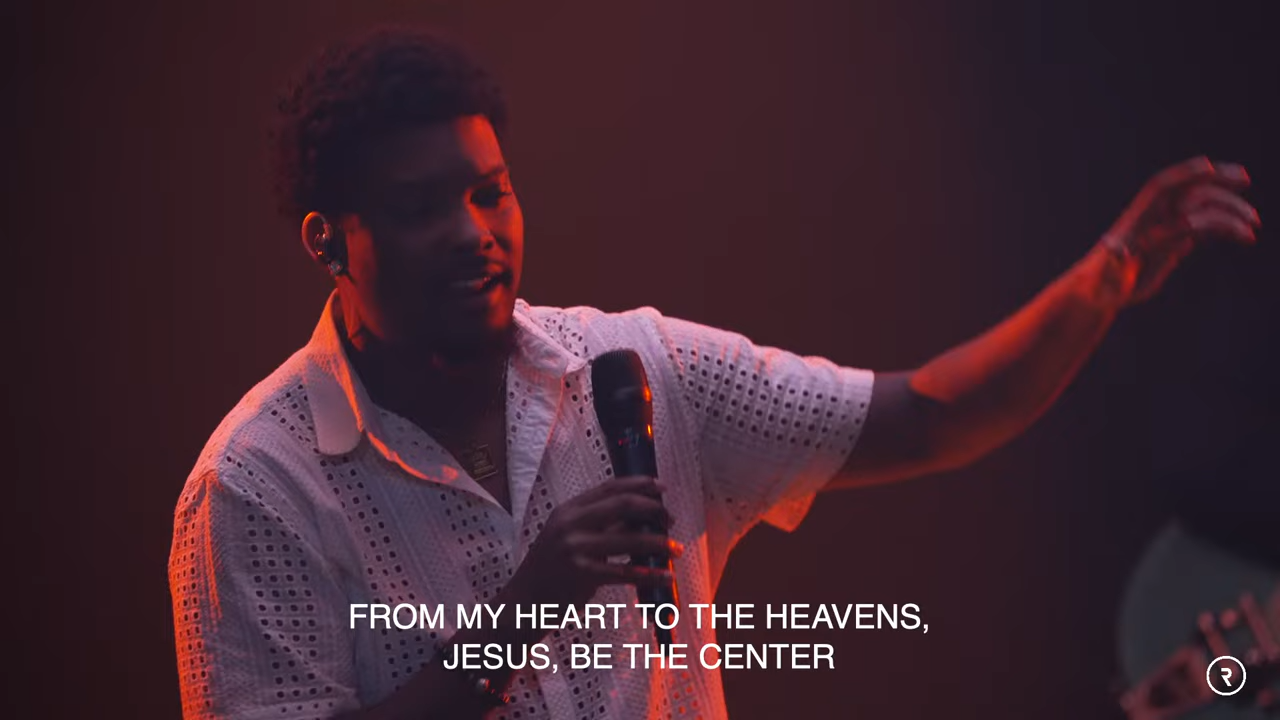 FROM MY HEART TO THE HEAVENS,
JESUS, BE THE CENTER
R